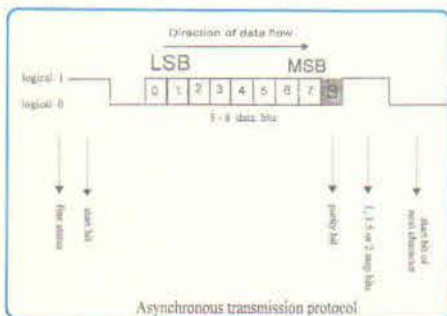 Direction of data flow
LSB
MSB
logical 1
logical 0
0 1 2 3 4 5 6 7
5 - 8 data bits
start bit
parity bit
1, 1.5 or 2 stop bits
start bit of
next character
Asynchronous transmission protocol